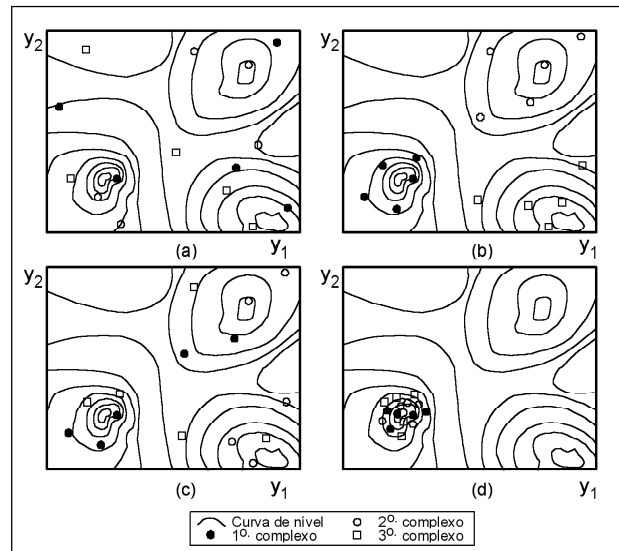 y2
y2
(a)
y1
(b)
y1
y2
y2
(c)
y1
(d)
y1
Curva de nível
2º. complexo
1º. complexo
3º. complexo